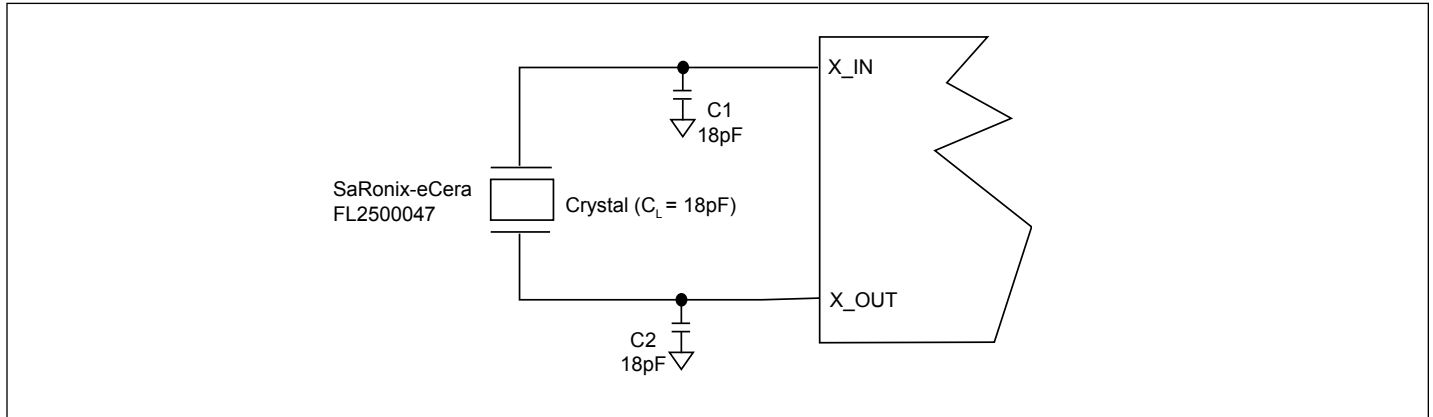 X_IN
C1
18pF
SaRonix-eCera
FL2500047
Crystal (CL = 18pF)
X_OUT
C2
18pF